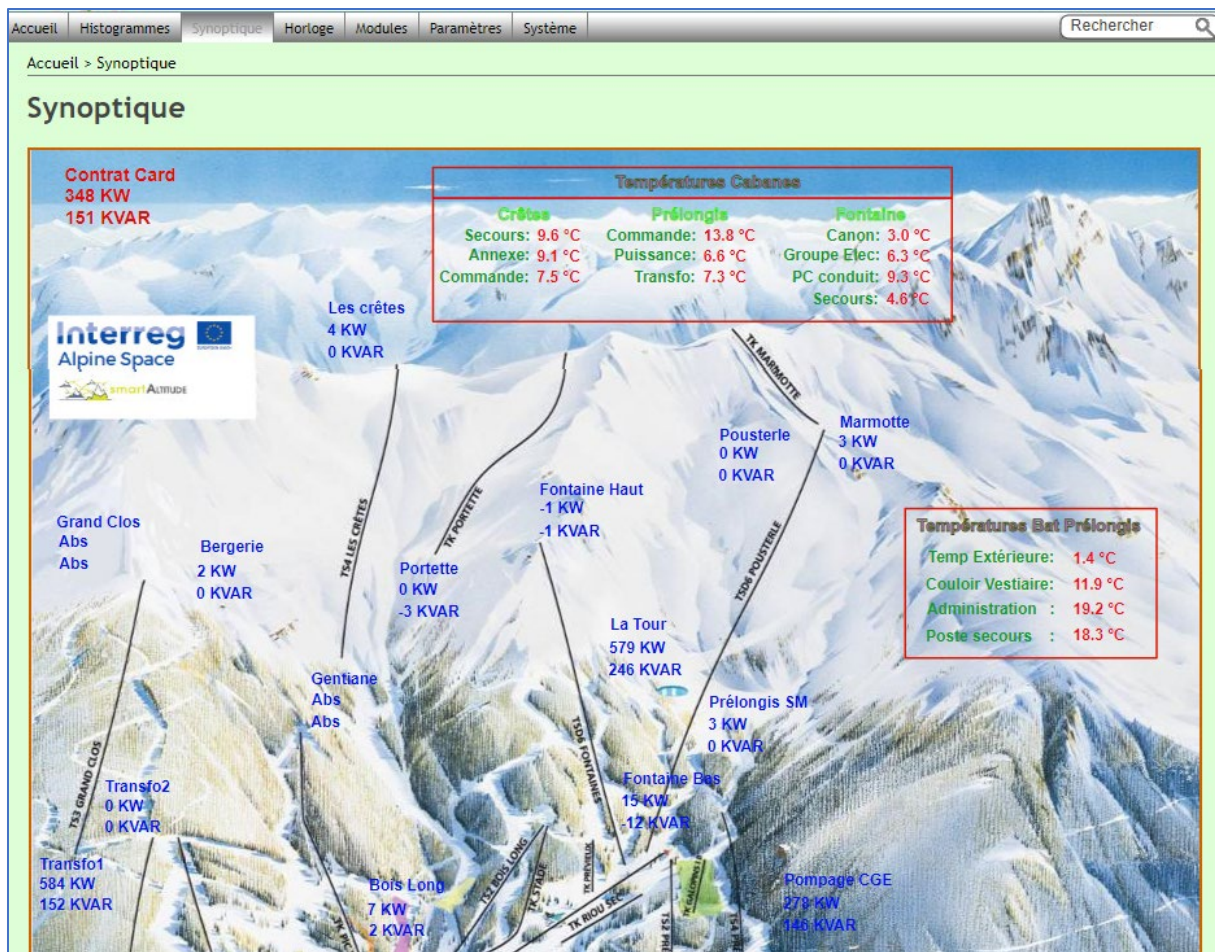 Accueil Histogrammes Synoptique Horloge Modules Paramètres Système Rechercher
Accueil > Synoptique
Synoptique
Contrat Card
348 KW
151 KVAR
Températures Cabanes
Crêtes Prélongis Fontaine
Secours: 9.6 °C Commande: 13.8 °C Canon: 3.0 °C
Annexe: 9.1 °C Puissance: 6.6 °C Groupe Elec: 6.3 °C
Commande: 7.5 °C Transfo: 7.3 °C PC conduit: 9.3 °C
Secours: 4.6 °C
Les crêtes
4 KW
0 KVAR
Interreg
Alpine Space
smartALTITUDE
TK MARMOTTE
Pousterle
0 KW
0 KVAR
Marmotte
3 KW
0 KVAR
Fontaine Haut
-1 KW
-1 KVAR
Grand Clos
Abs
Abs
Bergerie
2 KW
0 KVAR
TS4 LES CRÊTES
TK PORTETTE
Portette
0 KW
-3 KVAR
TSD6 POUSTERLE
Températures Bat Prélongis
Temp Extérieure: 1.4 °C
Couloir Vestiaire: 11.9 °C
Administration : 19.2 °C
Poste secours : 18.3 °C
La Tour
579 KW
246 KVAR
Gentiane
Abs
Abs
Prélongis SM
3 KW
0 KVAR
TS3 GRAND CLOS
TSD6 FONTAINES
Transfo2
0 KW
0 KVAR
Fontaine Bas
15 KW
-12 KVAR
Transfo1
584 KW
152 KVAR
Bois Long
7 KW
2 KVAR
TS2 BOIS LONG
TK STADE
TK PRÉVIEUX
TK RIOU SEC
Pompage CGE
278 KW
146 KVAR
TK PIC
TS2
TS4